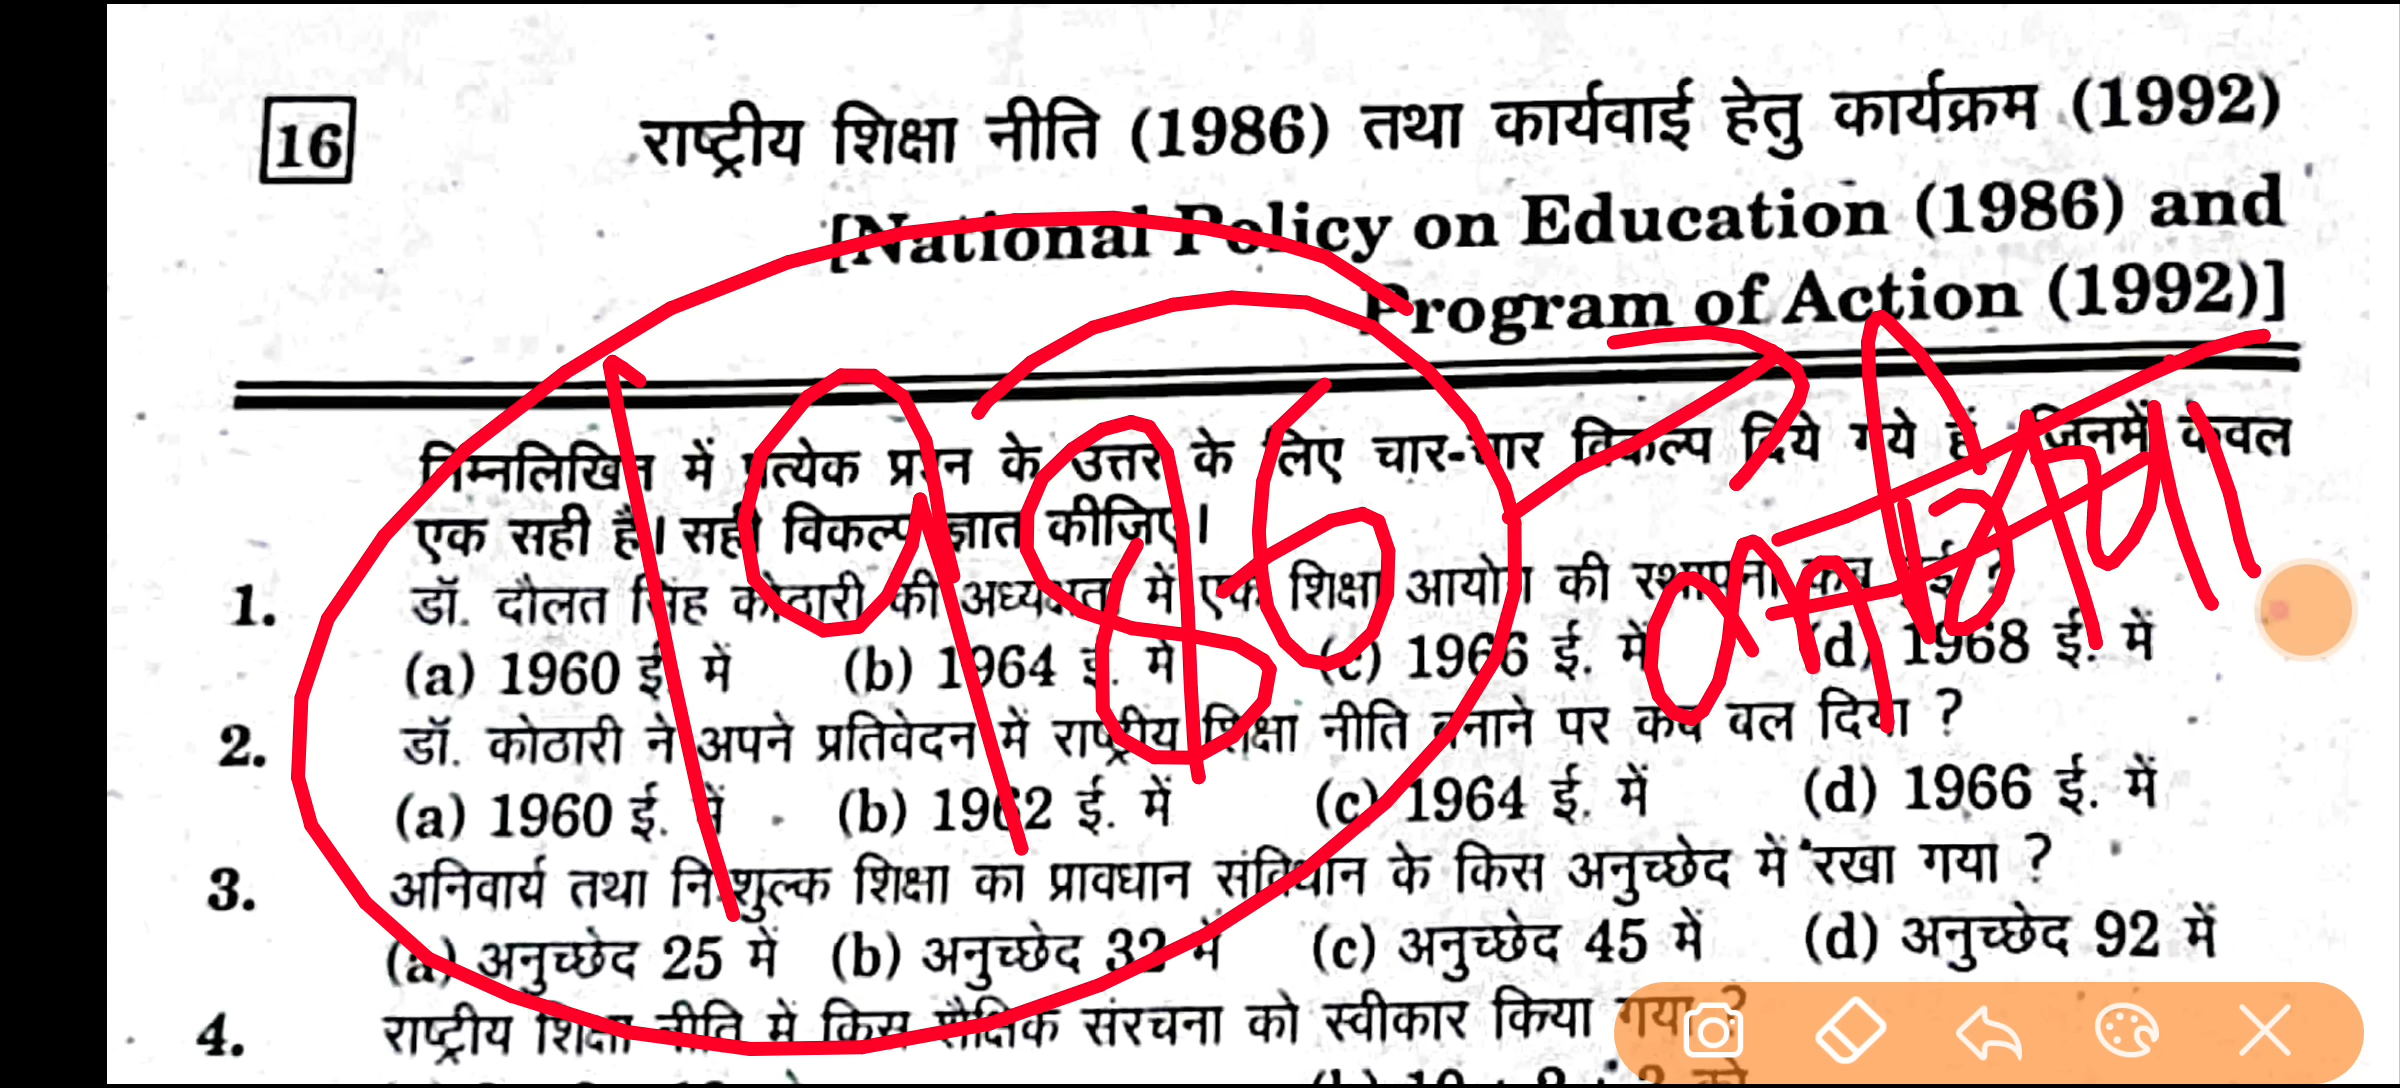 16
राष्ट्रीय शिक्षा नीति (1986) तथा कार्यवाई हेतु कार्यक्रम (1992)
[National Policy on Education (1986) and
Program of Action (1992)]
निम्नलिखित में प्रत्येक प्रश्न के उत्तर के लिए चार-चार विकल्प दिये गये हैं, जिनमें केवल
एक सही है। सही विकल्प ज्ञात कीजिए।
1. डॉ. दौलत सिंह कोठारी की अध्यक्षता में एक शिक्षा आयोग की स्थापना कब हुई ?
(a) 1960 ई. में (b) 1964 ई. में (c) 1966 ई. में (d) 1968 ई. में
2. डॉ. कोठारी ने अपने प्रतिवेदन में राष्ट्रीय शिक्षा नीति बनाने पर कब बल दिया ?
(a) 1960 ई. में (b) 1962 ई. में (c) 1964 ई. में (d) 1966 ई. में
3. अनिवार्य तथा निःशुल्क शिक्षा का प्रावधान संविधान के किस अनुच्छेद में रखा गया ?
(a) अनुच्छेद 25 में (b) अनुच्छेद 32 में (c) अनुच्छेद 45 में (d) अनुच्छेद 92 में
4. राष्ट्रीय शिक्षा नीति में किस शैक्षिक संरचना को स्वीकार किया गया ?
1986